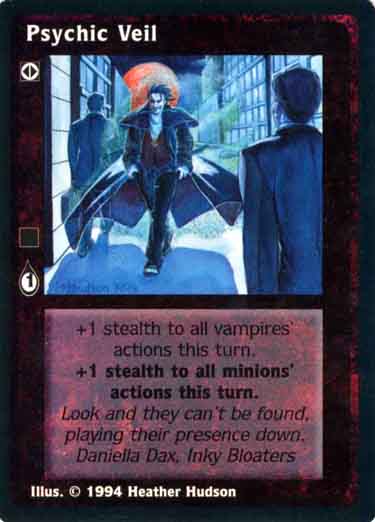 Psychic Veil
1
+1 stealth to all vampires'
actions this turn.
+1 stealth to all minions'
actions this turn.
Look and they can't be found,
playing their presence down.
Daniella Dax, Inky Bloaters
Illus. © 1994 Heather Hudson